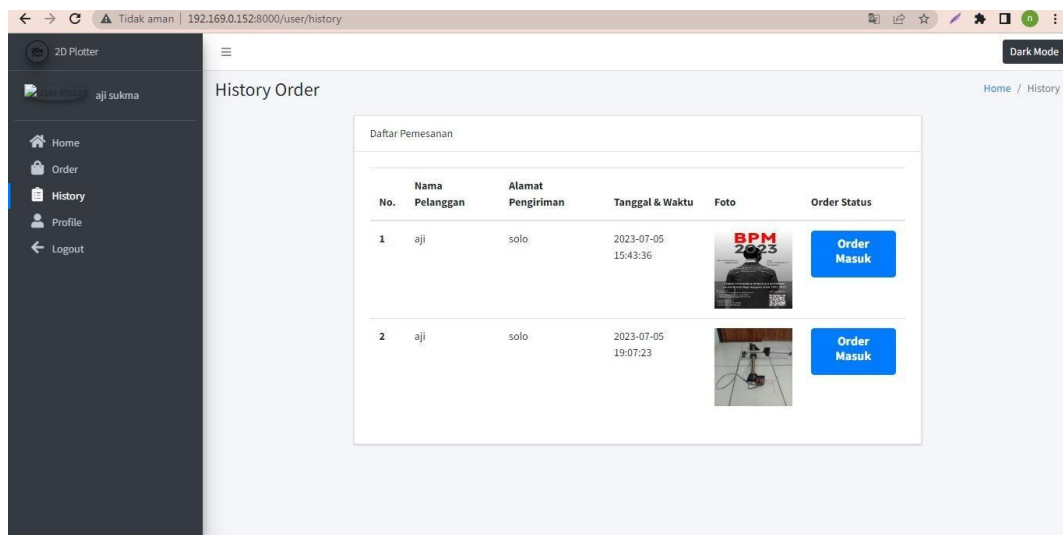 Tidak aman | 192.169.0.152:8000/user/history
2D Plotter
Dark Mode
aji sukma
History Order
Home / History
Home
Order
History
Profile
Logout
Daftar Pemesanan
No. Nama Pelanggan Alamat Pengiriman Tanggal & Waktu Foto Order Status
1 aji solo 2023-07-05 15:43:36 Order Masuk
BPM
2023
2 aji solo 2023-07-05 19:07:23 Order Masuk